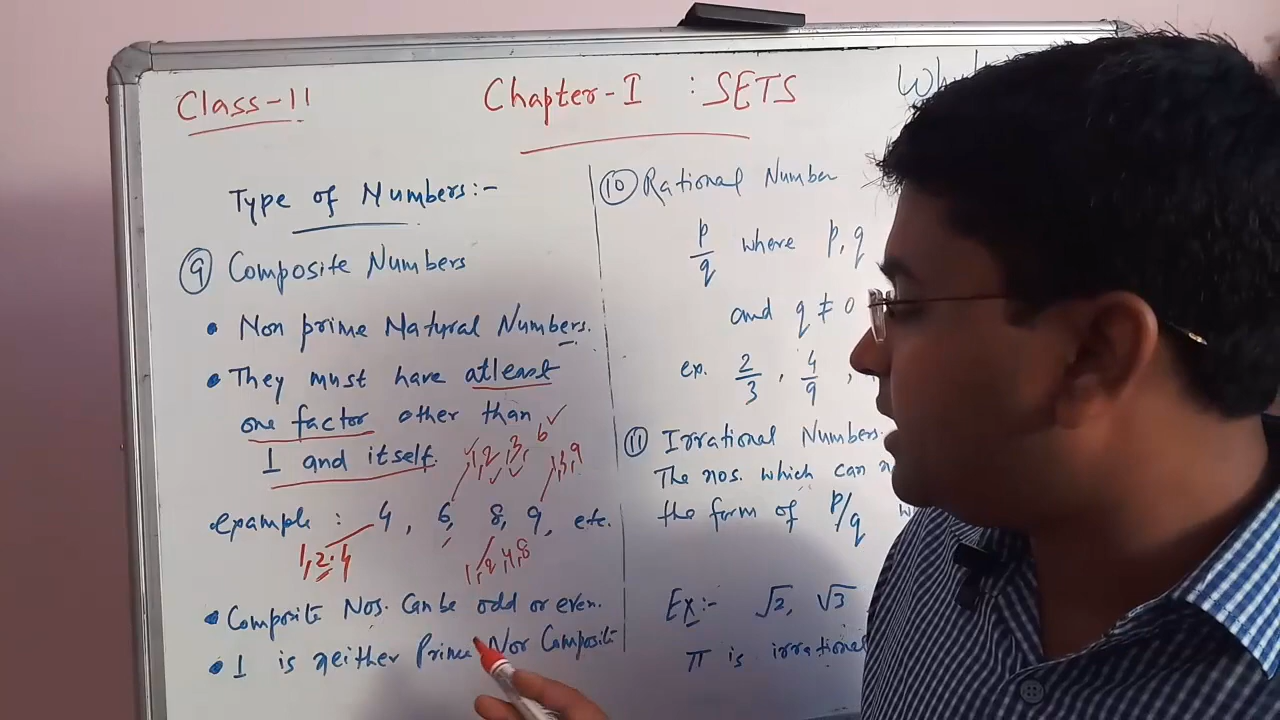 Class-11
Chapter-I : SETS
Type of Numbers:-
⑨ Composite Numbers
• Non prime Natural Numbers.
• They must have atleast
one factor other than
1 and itself.
1, 2, 3, 6
1, 3, 9
example : 4, 6, 8, 9, etc.
1, 2, 4
1, 2, 4, 8
• Composite Nos. Can be odd or even.
• 1 is neither Prime Nor Composite
⑩ Rational Number
p/q where p, q
and q ≠ 0
ex. 2/3, 4/9,
⑪ Irrational Numbers.
The nos. which can
the form of p/q
Ex:- √2, √3
π is irrational